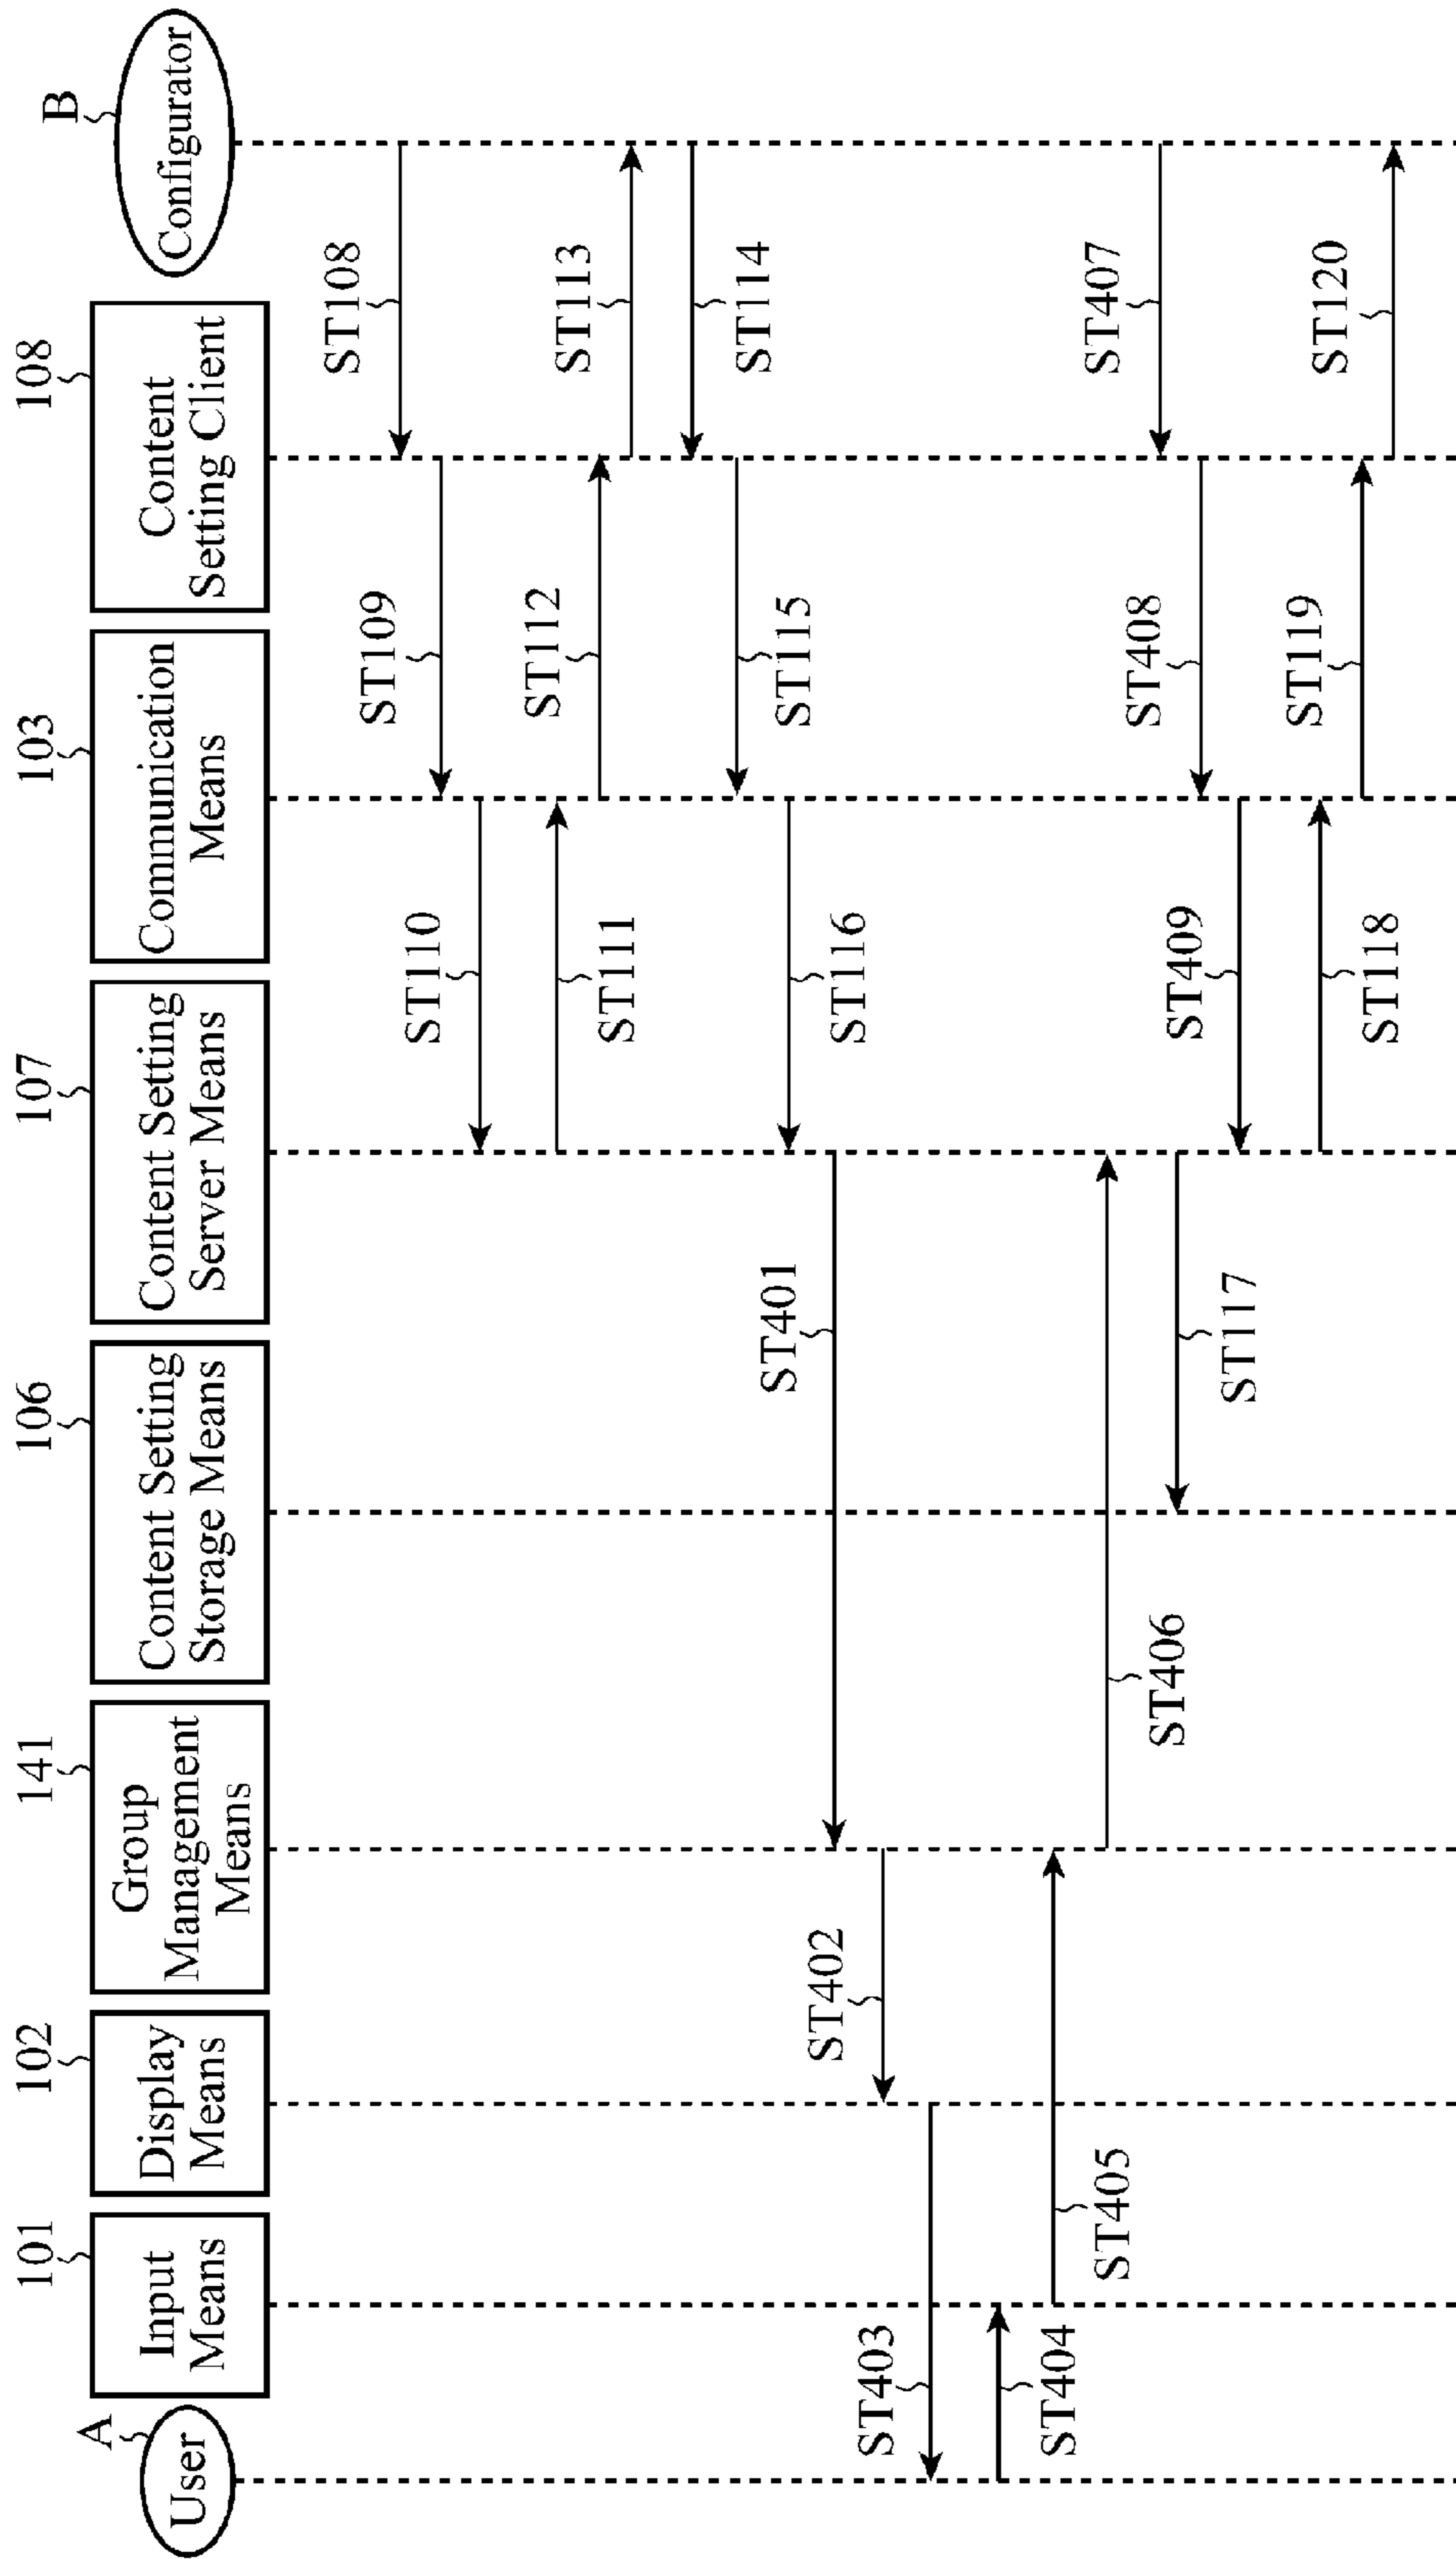 A
User
101
Input
Means
102
Display
Means
141
Group
Management
Means
106
Content Setting
Storage Means
107
Content Setting
Server Means
103
Communication
Means
108
Content
Setting Client
B
Configurator
ST108
ST109
ST110
ST111
ST112
ST113
ST114
ST115
ST116
ST401
ST402
ST403
ST404
ST405
ST406
ST407
ST117
ST408
ST409
ST118
ST119
ST120